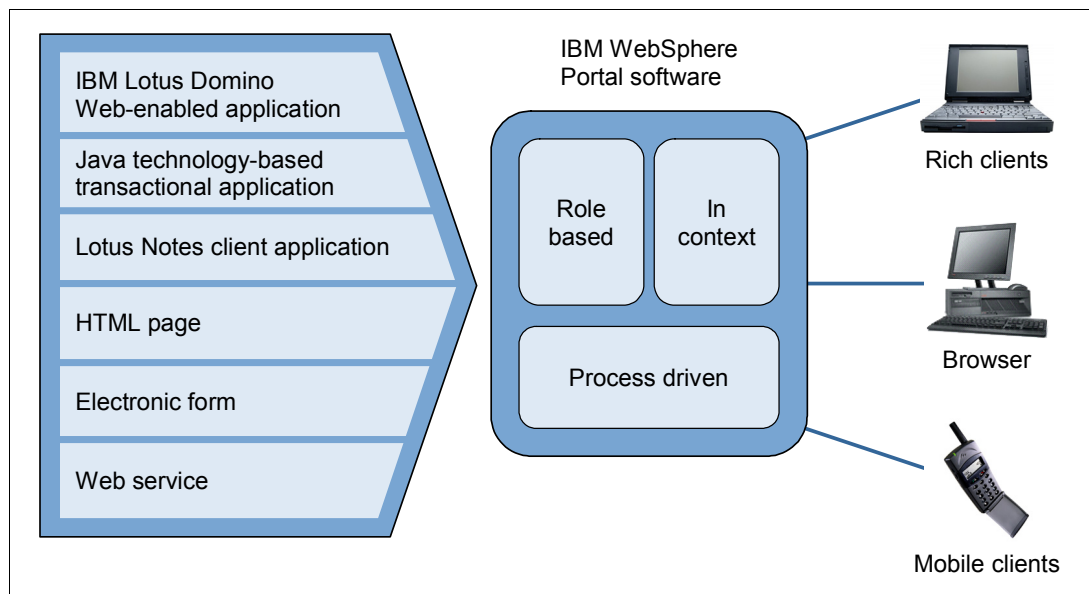 IBM Lotus Domino
Web-enabled application
Java technology-based
transactional application
Lotus Notes client application
HTML page
Electronic form
Web service
IBM WebSphere
Portal software
Role
based
In
context
Process driven
Rich clients
Browser
Mobile clients